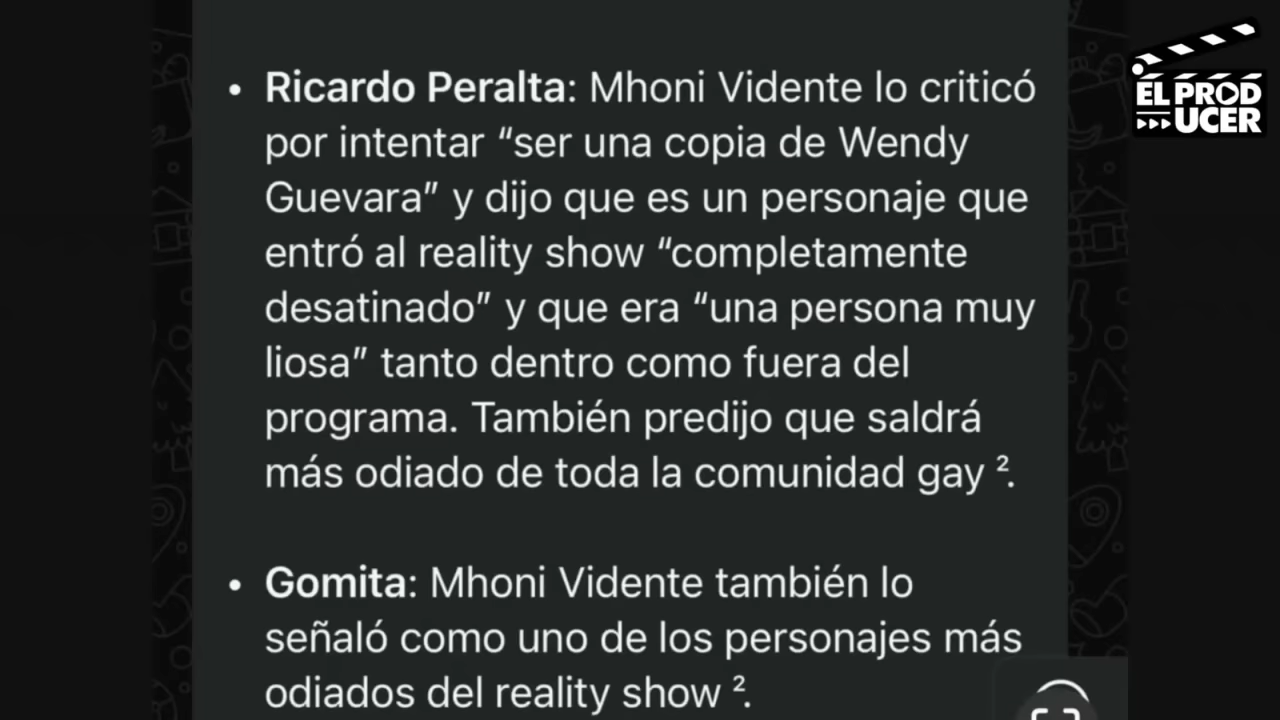 EL PROD
UCER
• Ricardo Peralta: Mhoni Vidente lo criticó
por intentar “ser una copia de Wendy
Guevara” y dijo que es un personaje que
entró al reality show “completamente
desatinado” y que era “una persona muy
liosa” tanto dentro como fuera del
programa. También predijo que saldrá
más odiado de toda la comunidad gay ².
• Gomita: Mhoni Vidente también lo
señaló como uno de los personajes más
odiados del reality show ².